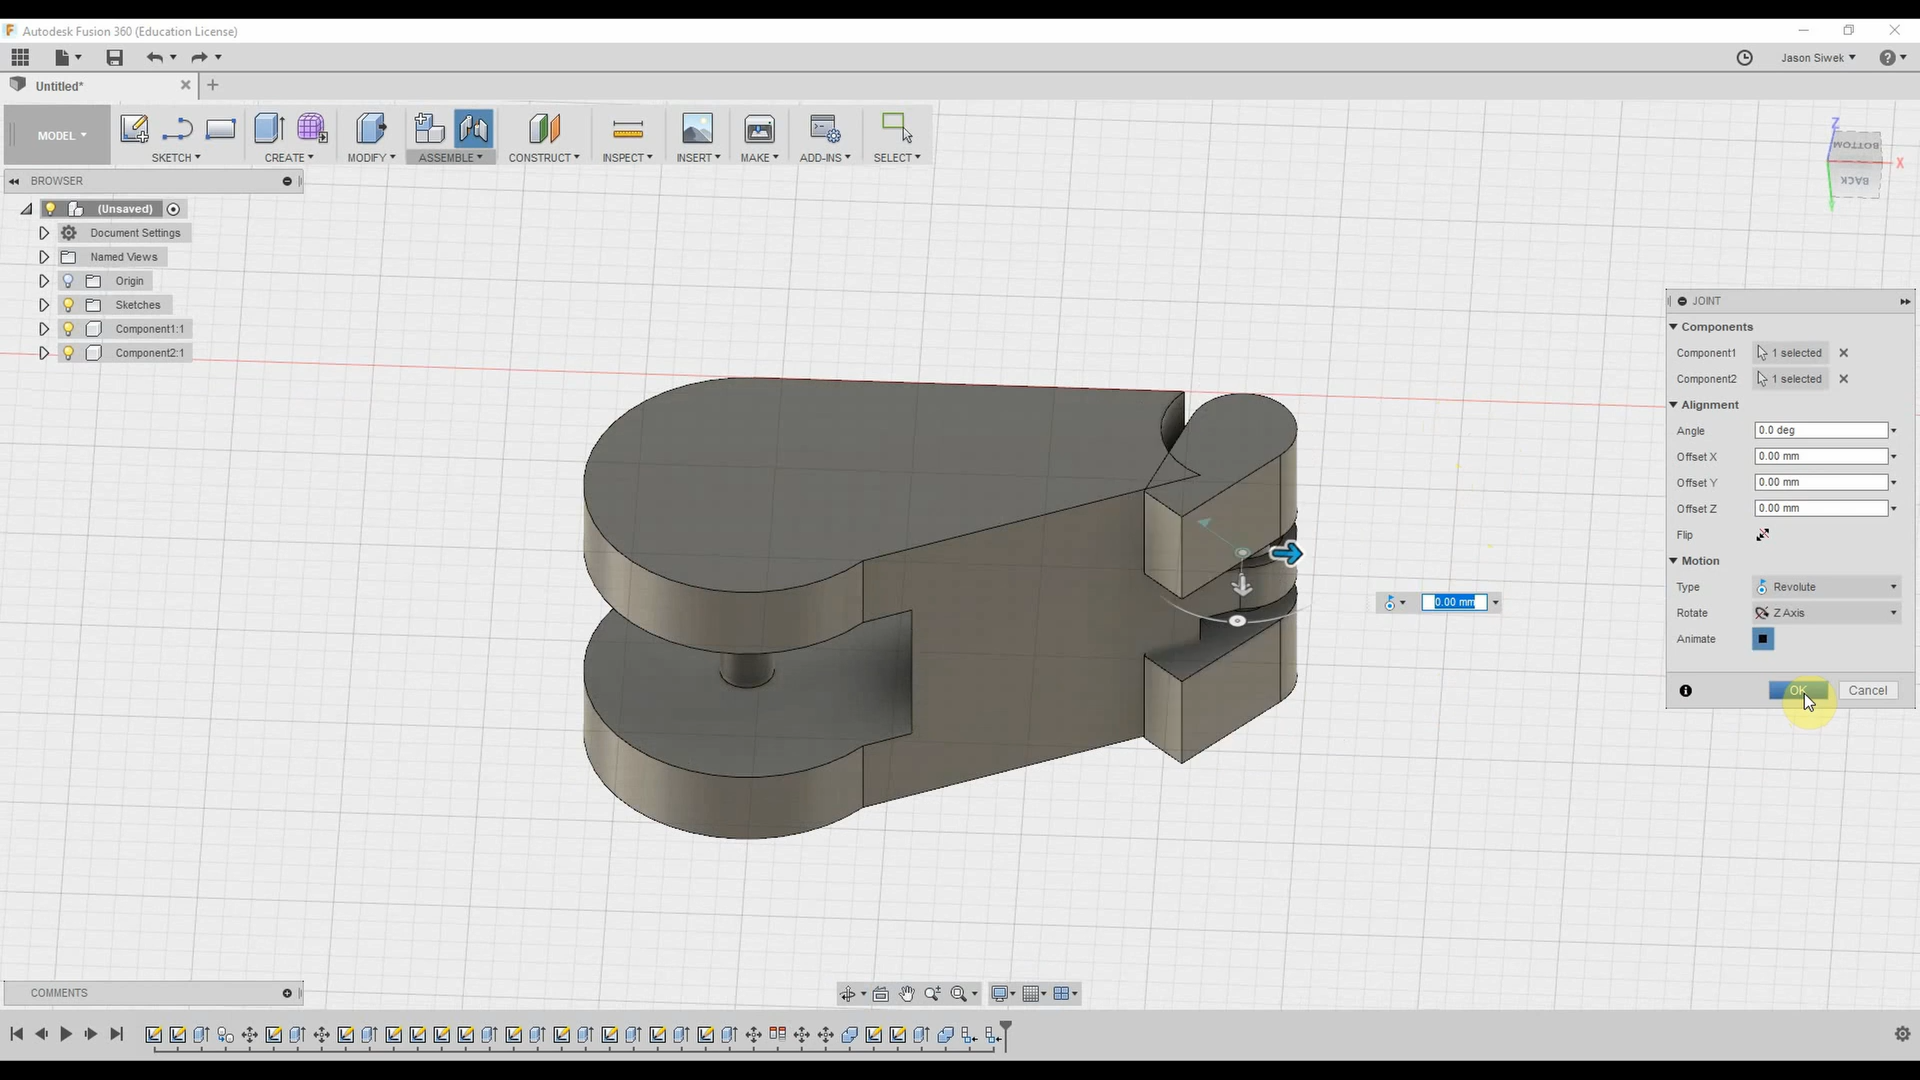 Autodesk Fusion 360 (Education License)
Jason Siwek
Untitled*
MODEL
SKETCH
CREATE
MODIFY
ASSEMBLE
CONSTRUCT
INSPECT
INSERT
MAKE
ADD-INS
SELECT
Z
BOTTOM
X
BACK
BROWSER
(Unsaved)
Document Settings
Named Views
Origin
Sketches
Component1:1
Component2:1
JOINT
Components
Component1 1 selected
Component2 1 selected
Alignment
Angle 0.0 deg
Offset X 0.00 mm
Offset Y 0.00 mm
Offset Z 0.00 mm
Flip
Motion
Type Revolute
Rotate Z Axis
Animate
OK Cancel
0.00 mm
COMMENTS